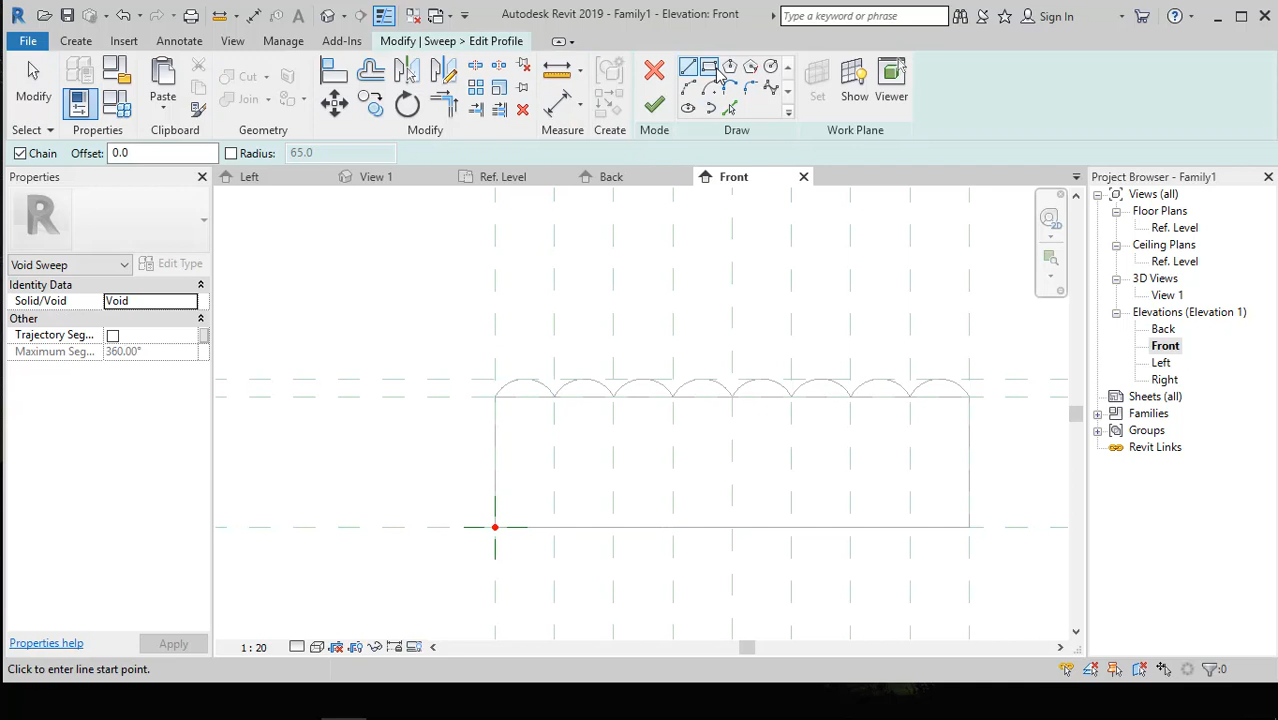 Autodesk Revit 2019 - Family1 - Elevation: Front
Type a keyword or phrase
Sign In
File
Create
Insert
Annotate
View
Manage
Add-Ins
Modify | Sweep > Edit Profile
Modify
Paste
Cut
Join
Set
Show
Viewer
Select
Properties
Clipboard
Geometry
Modify
Measure
Create
Mode
Draw
Work Plane
Chain
Offset:
0.0
Radius:
65.0
Properties
Left
View 1
Ref. Level
Back
Front
Project Browser - Family1
R
Void Sweep
Edit Type
Identity Data
Solid/Void
Void
Other
Trajectory Seg...
Maximum Seg...
360.00°
2D
Views (all)
Floor Plans
Ref. Level
Ceiling Plans
Ref. Level
3D Views
View 1
Elevations (Elevation 1)
Back
Front
Left
Right
Sheets (all)
Families
Groups
Revit Links
Properties help
Apply
1 : 20
Click to enter line start point.
:0